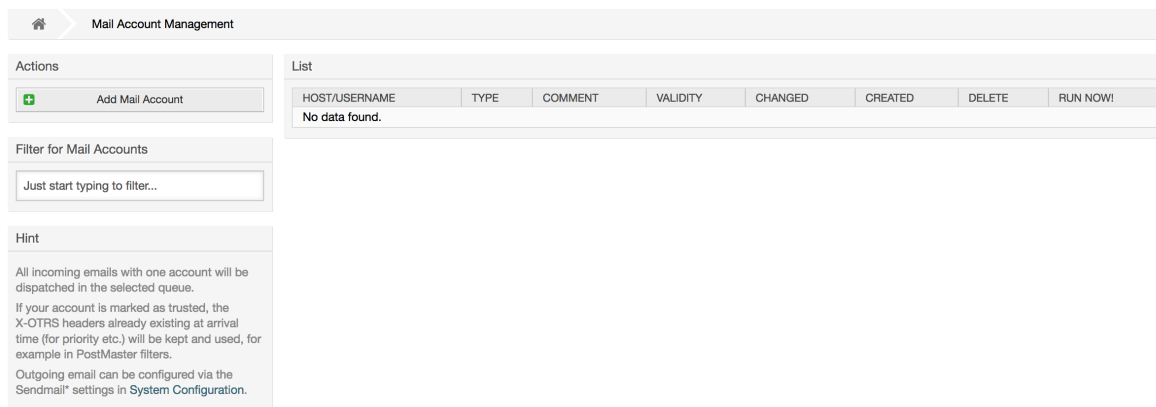 Mail Account Management
Actions
Add Mail Account
Filter for Mail Accounts
Just start typing to filter...
Hint
All incoming emails with one account will be
dispatched in the selected queue.
If your account is marked as trusted, the
X-OTRS headers already existing at arrival
time (for priority etc.) will be kept and used, for
example in PostMaster filters.
Outgoing email can be configured via the
Sendmail* settings in System Configuration.
List
HOST/USERNAME TYPE COMMENT VALIDITY CHANGED CREATED DELETE RUN NOW!
No data found.